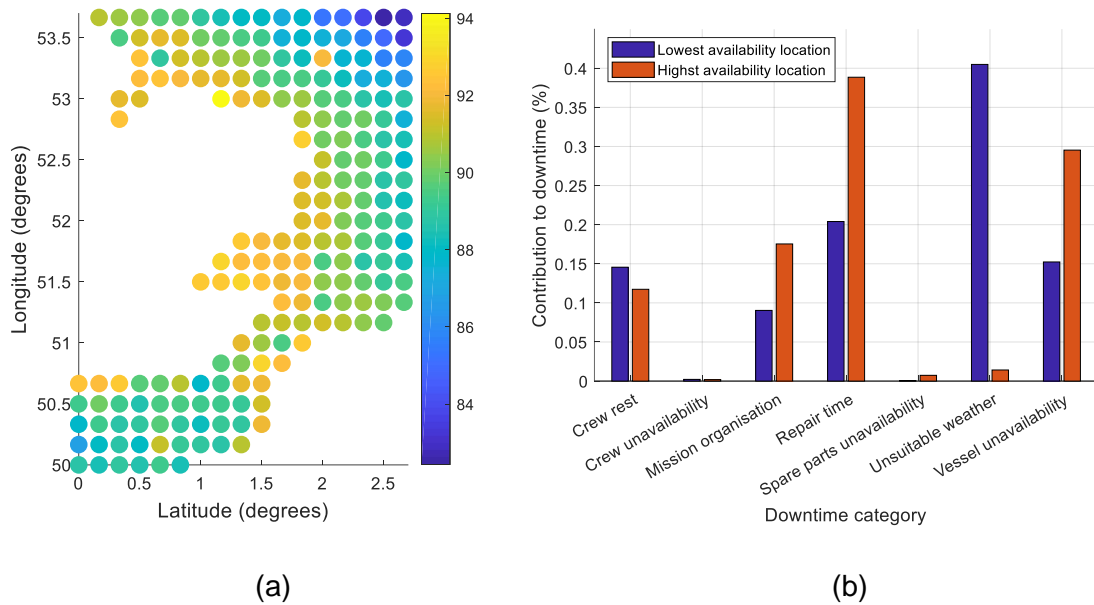 53.5
53
52.5
52
51.5
51
50.5
50
0
0.5
1
1.5
2
2.5
Longitude (degrees)
Latitude (degrees)
94
92
90
88
86
84
(a)
Lowest availability location
Highst availability location
0.4
0.35
0.3
0.25
0.2
0.15
0.1
0.05
0
Contribution to downtime (%)
Crew rest
Crew unavailability
Mission organisation
Repair time
Spare parts unavailability
Unsuitable weather
Vessel unavailability
Downtime category
(b)